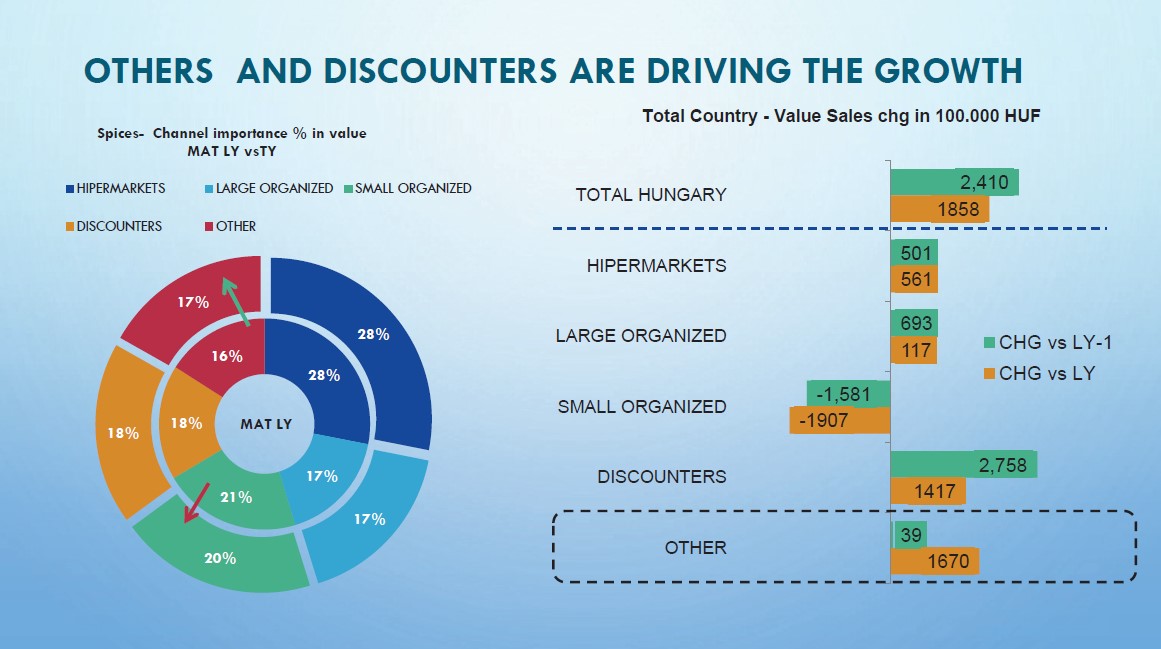 OTHERS AND DISCOUNTERS ARE DRIVING THE GROWTH
Spices- Channel importance % in value
MAT LY vsTY
HIPERMARKETS
LARGE ORGANIZED
SMALL ORGANIZED
DISCOUNTERS
OTHER
17%
28%
16%
28%
18%
18%
MAT LY
21%
17%
20%
17%
Total Country - Value Sales chg in 100.000 HUF
TOTAL HUNGARY
2,410
1858
HIPERMARKETS
501
561
LARGE ORGANIZED
693
117
SMALL ORGANIZED
-1,581
-1907
DISCOUNTERS
2,758
1417
OTHER
39
1670
CHG vs LY-1
CHG vs LY